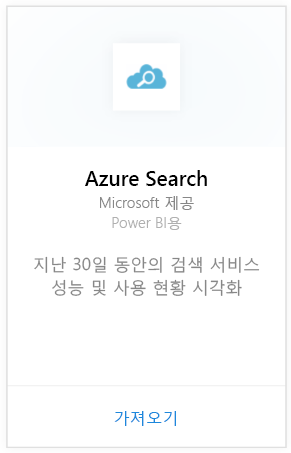 Azure Search
Microsoft 제공
Power BI용
지난 30일 동안의 검색 서비스
성능 및 사용 현황 시각화
가져오기